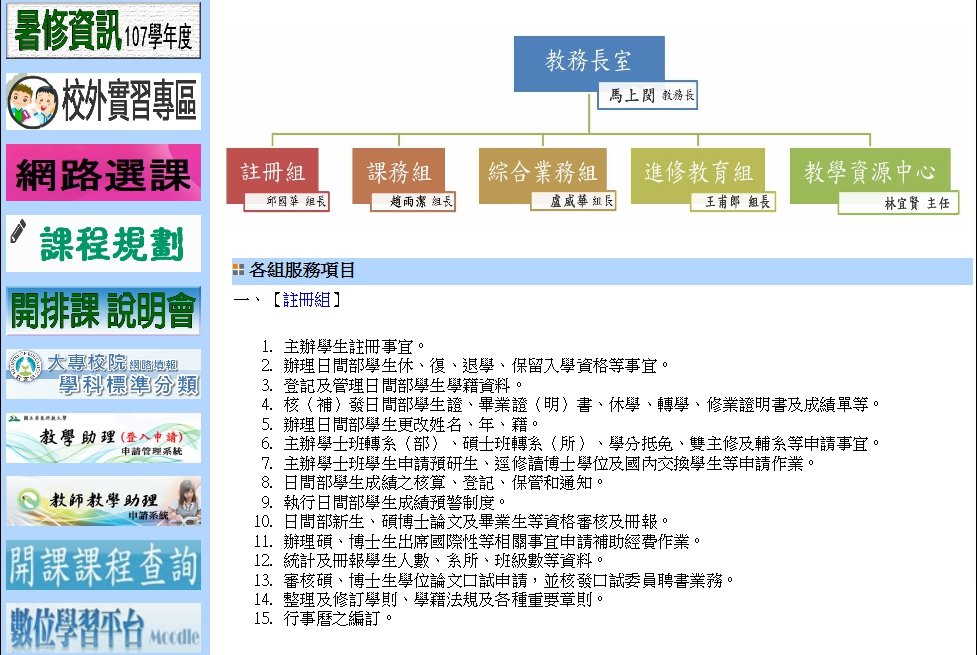 暑修資訊107學年度
校外實習專區
網路選課
課程規劃
開排課 說明會
大專校院網路填報
學科標準分類
國立屏東科技大學
教學助理(登入申請)
申請管理系統
教師教學助理
申請系統
開課課程查詢
數位學習平台 Moodle
教務長室
馬上閔 教務長
註冊組
邱國華 組長
課務組
趙雨潔 組長
綜合業務組
盧威華 組長
進修教育組
王甫郎 組長
教學資源中心
林宜賢 主任
各組服務項目
一、【註冊組】
1. 主辦學生註冊事宜。
2. 辦理日間部學生休、復、退學、保留入學資格等事宜。
3. 登記及管理日間部學生學籍資料。
4. 核（補）發日間部學生證、畢業證（明）書、休學、轉學、修業證明書及成績單等。
5. 辦理日間部學生更改姓名、年、籍。
6. 主辦學士班轉系（部）、碩士班轉系（所）、學分抵免、雙主修及輔系等申請事宜。
7. 主辦學士班學生申請預研生、逕修讀博士學位及國內交換學生等申請作業。
8. 日間部學生成績之核算、登記、保管和通知。
9. 執行日間部學生成績預警制度。
10. 日間部新生、碩博士論文及畢業生等資格審核及冊報。
11. 辦理碩、博士生出席國際性等相關事宜申請補助經費作業。
12. 統計及冊報學生人數、系所、班級數等資料。
13. 審核碩、博士生學位論文口試申請，並核發口試委員聘書業務。
14. 整理及修訂學則、學籍法規及各種重要章則。
15. 行事曆之編訂。